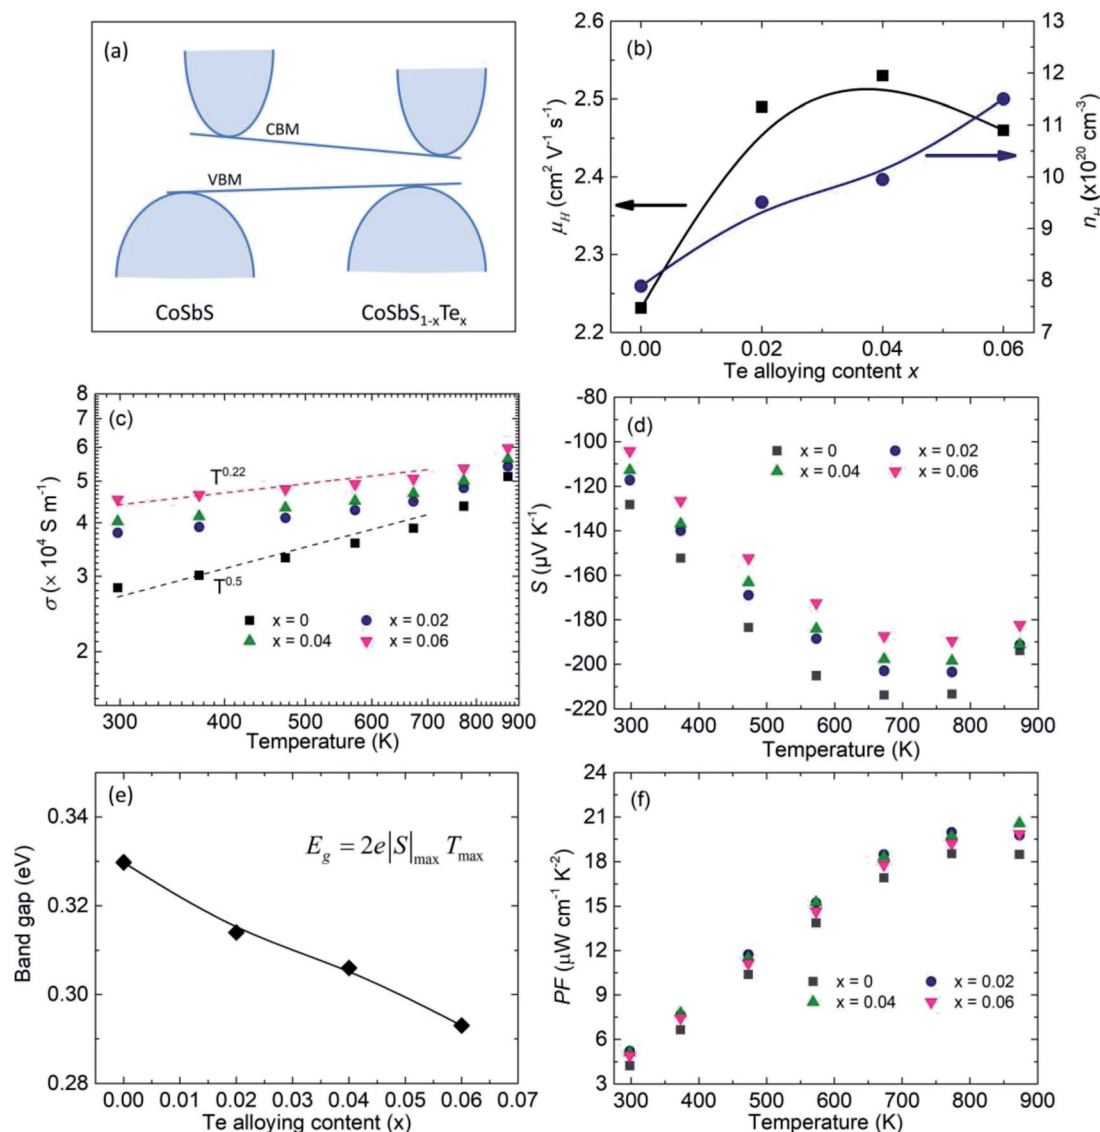 (a)
CBM
VBM
CoSbS
CoSbS₁₋ₓTeₓ
(b)
2.6
2.5
2.4
2.3
2.2
μ_H (cm² V⁻¹ s⁻¹)
13
12
11
10
9
8
7
n_H (x10²⁰ cm⁻³)
0.00 0.02 0.04 0.06
Te alloying content x
(c)
8
7
6
5
4
3
2
σ (× 10⁴ S m⁻¹)
T⁰·²²
T⁰·⁵
x = 0 x = 0.02
x = 0.04 x = 0.06
300 400 500 600 700 800 900
Temperature (K)
(d)
-80
-100
-120
-140
-160
-180
-200
-220
S (μV K⁻¹)
x = 0 x = 0.02
x = 0.04 x = 0.06
300 400 500 600 700 800 900
Temperature (K)
(e)
0.34
0.32
0.30
0.28
Band gap (eV)
E_g = 2e|S|_max T_max
0.00 0.01 0.02 0.03 0.04 0.05 0.06 0.07
Te alloying content (x)
(f)
24
21
18
15
12
9
6
3
PF (μW cm⁻¹ K⁻²)
x = 0 x = 0.02
x = 0.04 x = 0.06
300 400 500 600 700 800 900
Temperature (K)